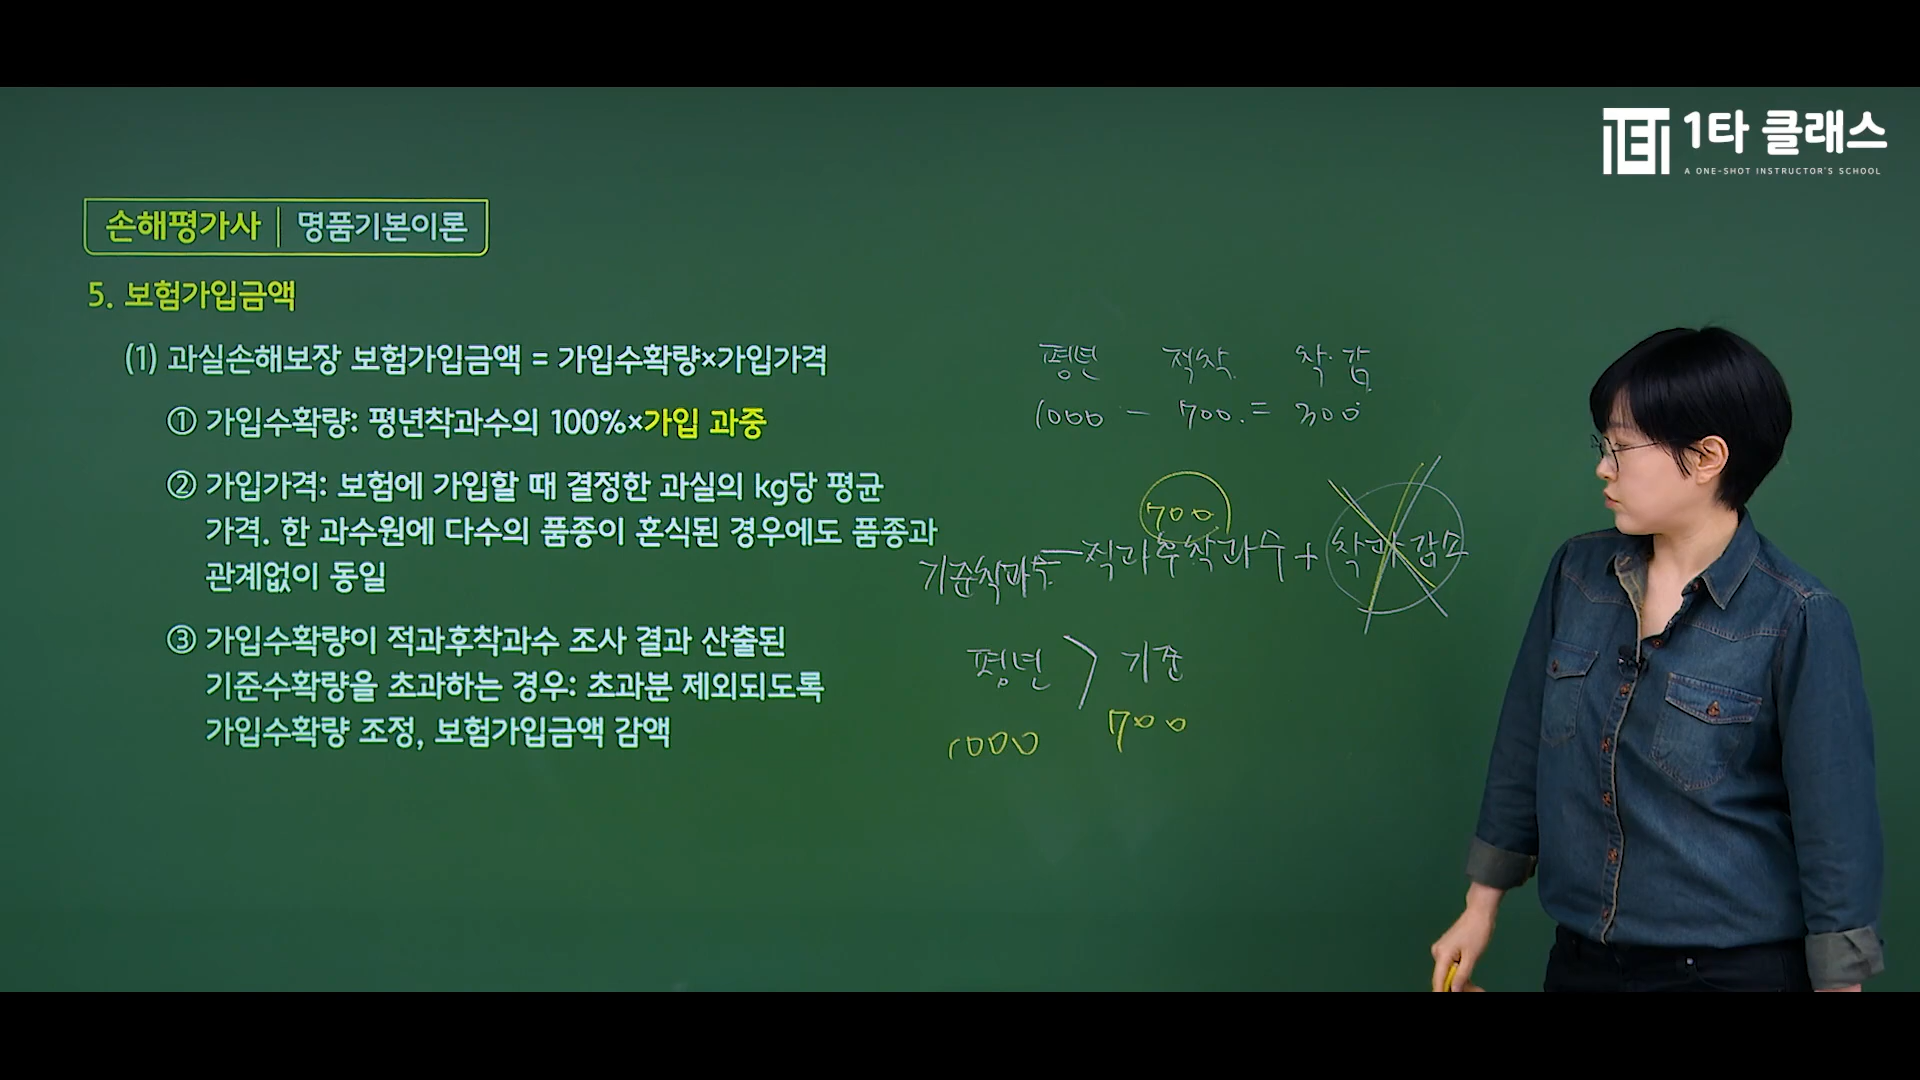 1타 클래스
A ONE-SHOT INSTRUCTOR'S SCHOOL
손해평가사 | 명품기본이론
5. 보험가입금액
(1) 과실손해보장 보험가입금액 = 가입수확량×가입가격
① 가입수확량: 평년착과수의 100%×가입 과중
② 가입가격: 보험에 가입할 때 결정한 과실의 kg당 평균
가격. 한 과수원에 다수의 품종이 혼식된 경우에도 품종과
관계없이 동일
③ 가입수확량이 적과후착과수 조사 결과 산출된
기준수확량을 초과하는 경우: 초과분 제외되도록
가입수확량 조정, 보험가입금액 감액
평년 적착 착·감
1000 - 700 = 300
700
기준착과수 = 적과후착과수 + 착과감소
평년 > 기준
1000 700